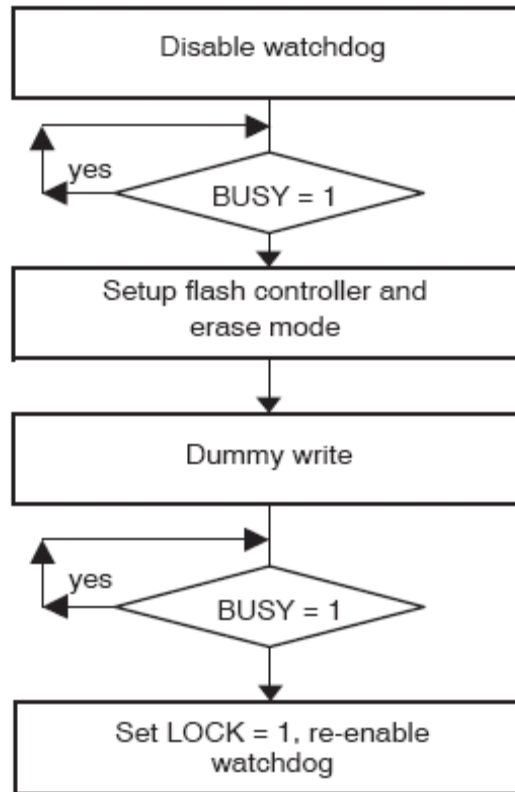 Disable watchdog
yes
BUSY = 1
Setup flash controller and
erase mode
Dummy write
yes
BUSY = 1
Set LOCK = 1, re-enable
watchdog